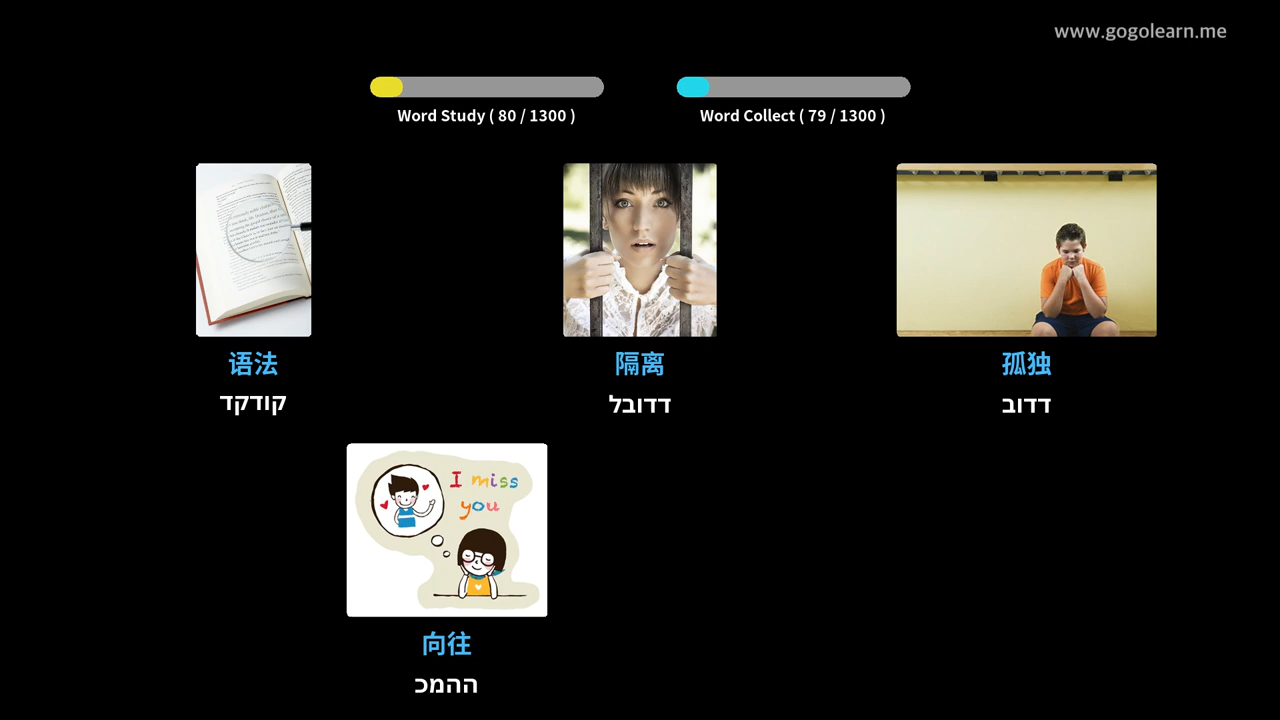 www.gogolearn.me
Word Study ( 80 / 1300 )
Word Collect ( 79 / 1300 )
语法
קודקד
隔离
דדובל
孤独
דדוב
I miss
you
向往
ההמכ